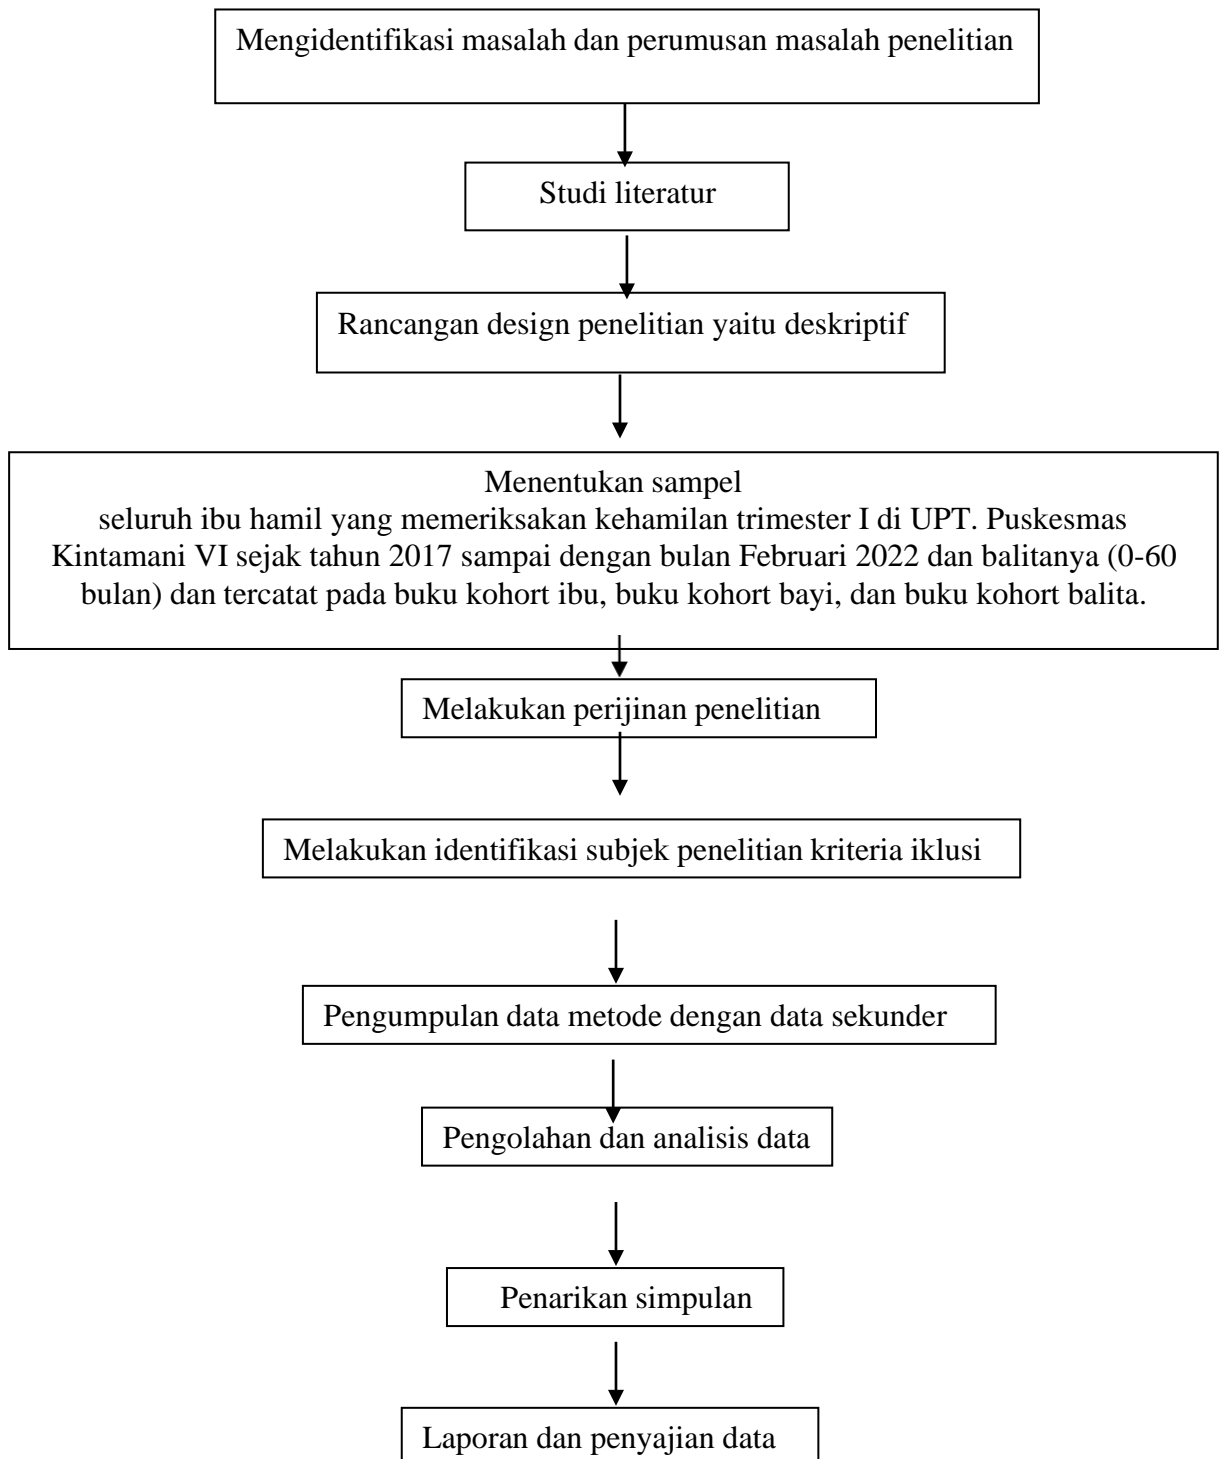 Mengidentifikasi masalah dan perumusan masalah penelitian
Studi literatur
Rancangan design penelitian yaitu deskriptif
Menentukan sampel
seluruh ibu hamil yang memeriksakan kehamilan trimester I di UPT. Puskesmas
Kintamani VI sejak tahun 2017 sampai dengan bulan Februari 2022 dan balitanya (0-60
bulan) dan tercatat pada buku kohort ibu, buku kohort bayi, dan buku kohort balita.
Melakukan perijinan penelitian
Melakukan identifikasi subjek penelitian kriteria iklusi
Pengumpulan data metode dengan data sekunder
Pengolahan dan analisis data
Penarikan simpulan
Laporan dan penyajian data